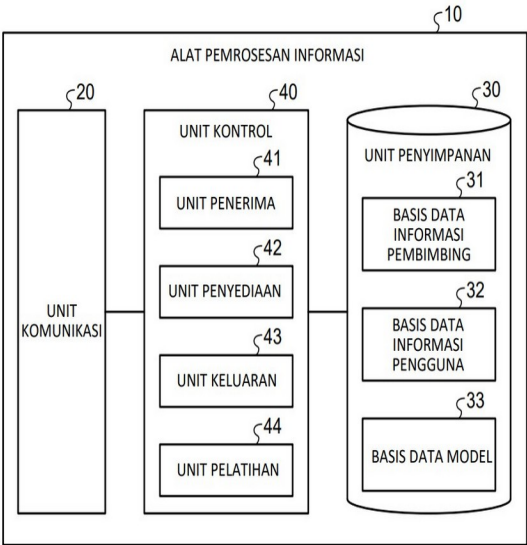 10
ALAT PEMROSESAN INFORMASI
20
UNIT
KOMUNIKASI
40
UNIT KONTROL
41
UNIT PENERIMA
42
UNIT PENYEDIAAN
43
UNIT KELUARAN
44
UNIT PELATIHAN
30
UNIT PENYIMPANAN
31
BASIS DATA
INFORMASI
PEMBIMBING
32
BASIS DATA
INFORMASI
PENGGUNA
33
BASIS DATA MODEL